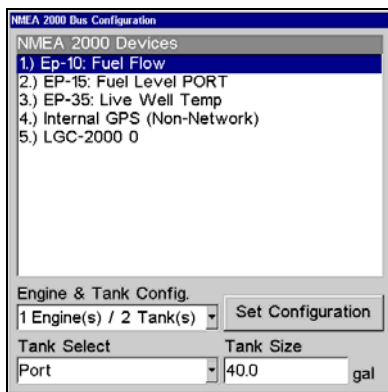 NMEA 2000 Bus Configuration
NMEA 2000 Devices
1.) Ep-10: Fuel Flow
2.) EP-15: Fuel Level PORT
3.) EP-35: Live Well Temp
4.) Internal GPS (Non-Network)
5.) LGC-2000 0
Engine & Tank Config.
1 Engine(s) / 2 Tank(s)
Set Configuration
Tank Select
Tank Size
Port
40.0
gal